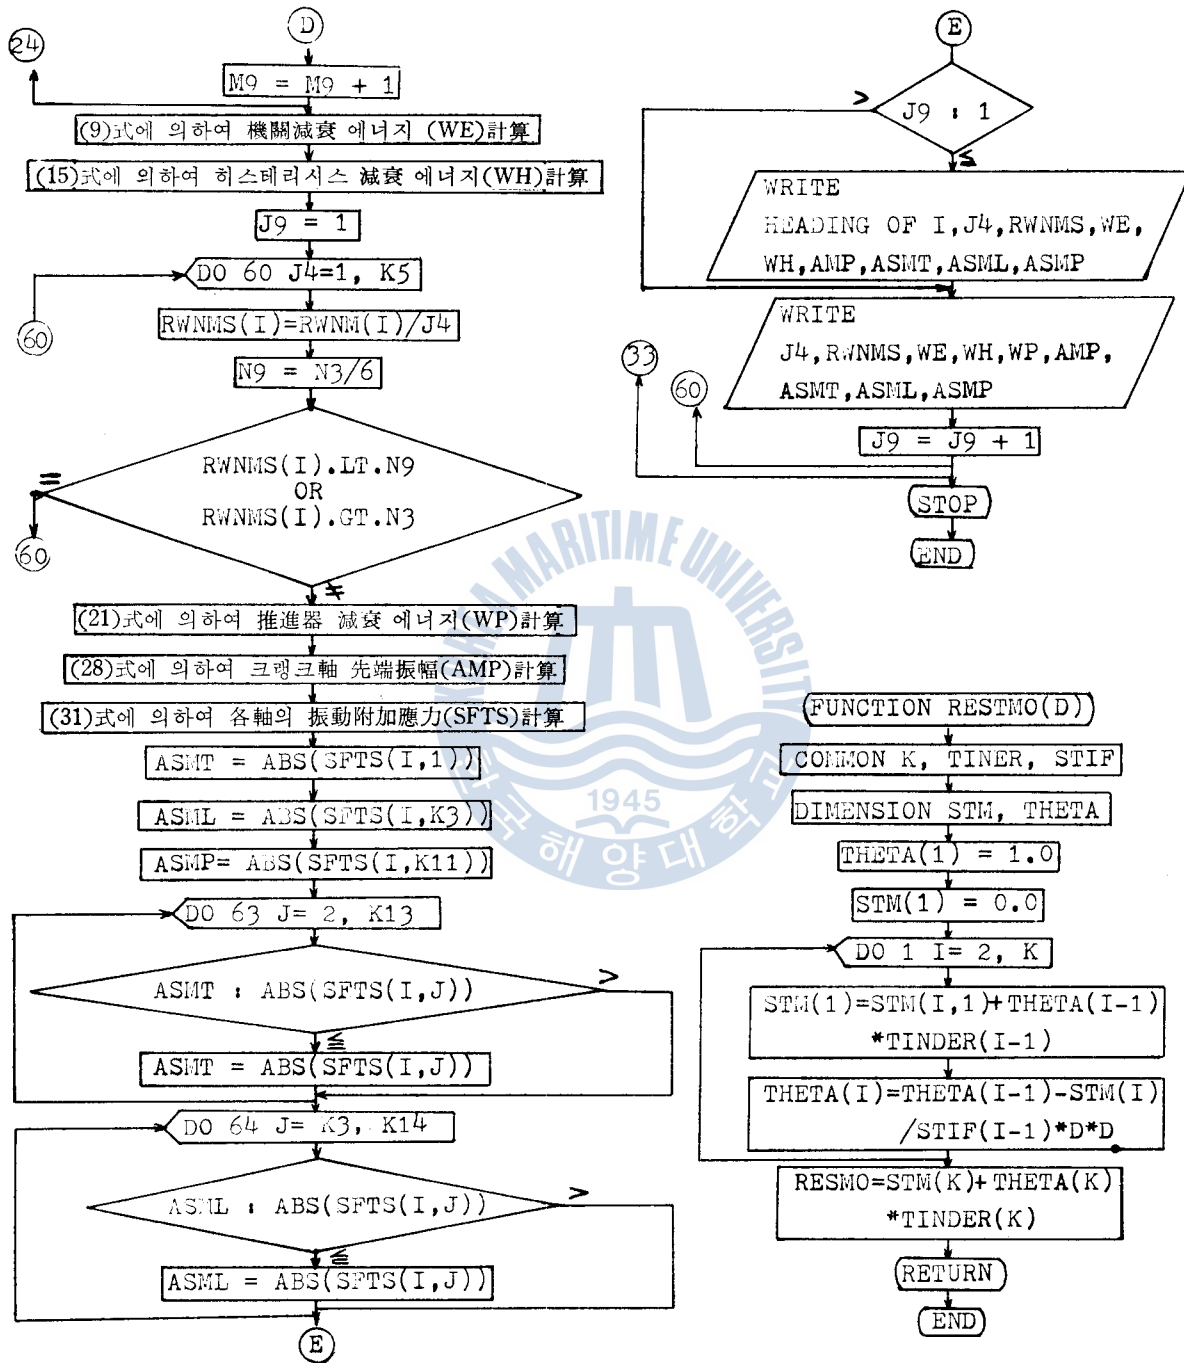 D
24
M9 = M9 + 1
(9)式에 의하여 機關減衰 에너지 (WE)計算
(15)式에 의하여 히스테리시스 減衰 에너지(WH)計算
J9 = 1
DO 60 J4=1, K5
60
RWNMS(I)=RWNM(I)/J4
N9 = N3/6
=
RWNMS(I).LT.N9
OR
RWNMS(I).GT.N3
60
≠
(21)式에 의하여 推進器 減衰 에너지(WP)計算
(28)式에 의하여 크랭크軸 先端振幅(AMP)計算
(31)式에 의하여 各軸의 振動附加應力(SFTS)計算
ASMT = ABS(SFTS(I,1))
ASML = ABS(SFTS(I,K3))
ASMP= ABS(SFTS(I,K11))
DO 63 J= 2, K13
ASMT : ABS(SFTS(I,J))
>
≦
ASMT = ABS(SFTS(I,J))
DO 64 J= K3, K14
ASML : ABS(SFTS(I,J))
>
≦
ASML = ABS(SFTS(I,J))
E
E
>
J9 : 1
≤
WRITE
HEADING OF I,J4,RWNMS,WE,
WH,AMP,ASMT,ASML,ASMP
WRITE
J4,RWNMS,WE,WH,WP,AMP,
ASMT,ASML,ASMP
33
60
J9 = J9 + 1
STOP
END
FUNCTION RESTMO(D)
COMMON K, TINER, STIF
DIMENSION STM, THETA
THETA(1) = 1.0
STM(1) = 0.0
DO 1 I= 2, K
STM(1)=STM(I,1)+THETA(I-1)
*TINDER(I-1)
THETA(I)=THETA(I-1)-STM(I)
/STIF(I-1)*D*D
RESMO=STM(K)+THETA(K)
*TINDER(K)
RETURN
END
KOREA MARITIME UNIVERSITY
1945
한국해양대학교